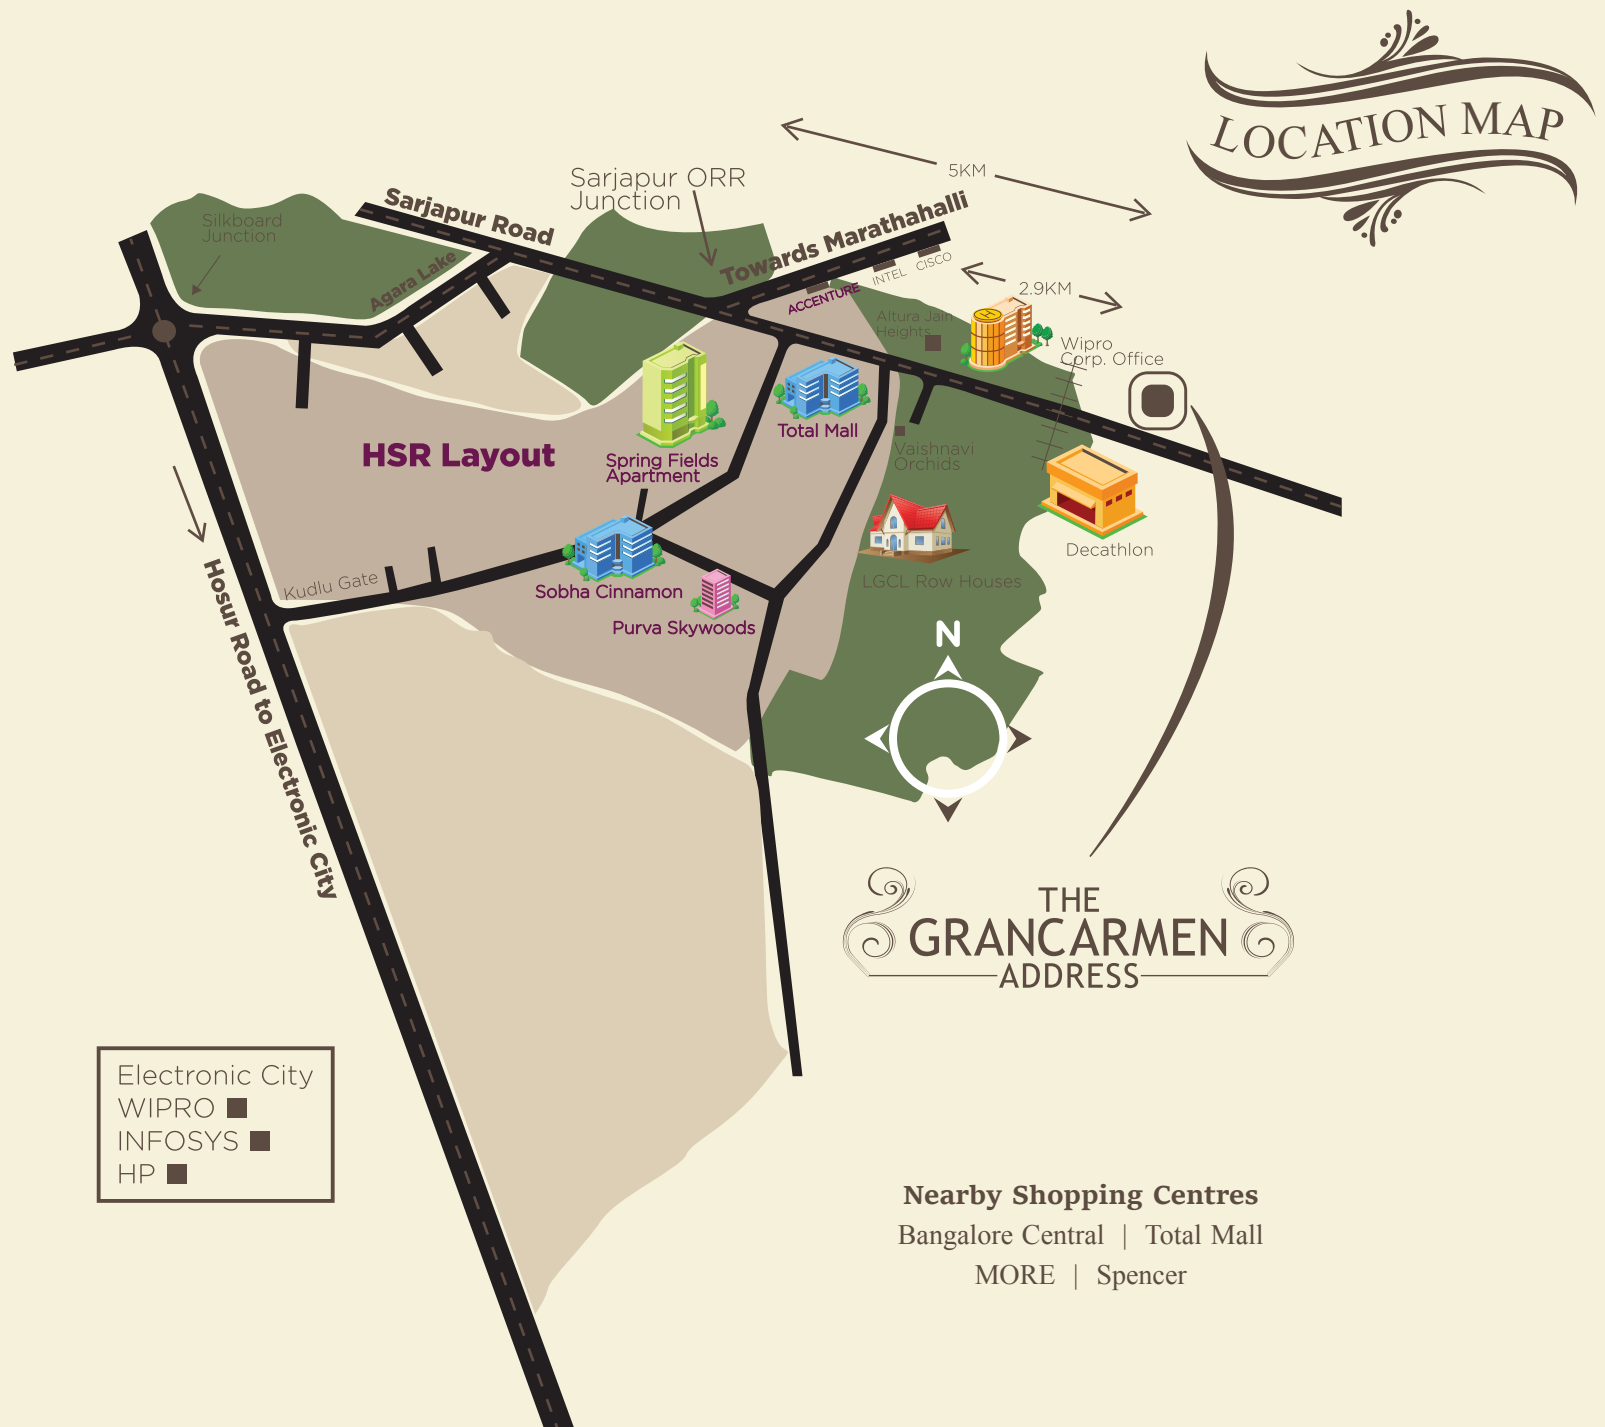 LOCATION MAP
5KM
Sarjapur ORR
Junction
Sarjapur Road
Towards Marathahalli
Silkboard
Junction
Agara Lake
ACCENTURE
INTEL
CISCO
2.9KM
Altura Jain
Heights
Wipro
Corp. Office
Total Mall
HSR Layout
Spring Fields
Apartment
Vaishnavi
Orchids
Decathlon
LGCL Row Houses
Kudlu Gate
Sobha Cinnamon
Purva Skywoods
N
Hosur Road to Electronic City
THE
GRANCARMEN
ADDRESS
Electronic City
WIPRO
INFOSYS
HP
Nearby Shopping Centres
Bangalore Central | Total Mall
MORE | Spencer
H